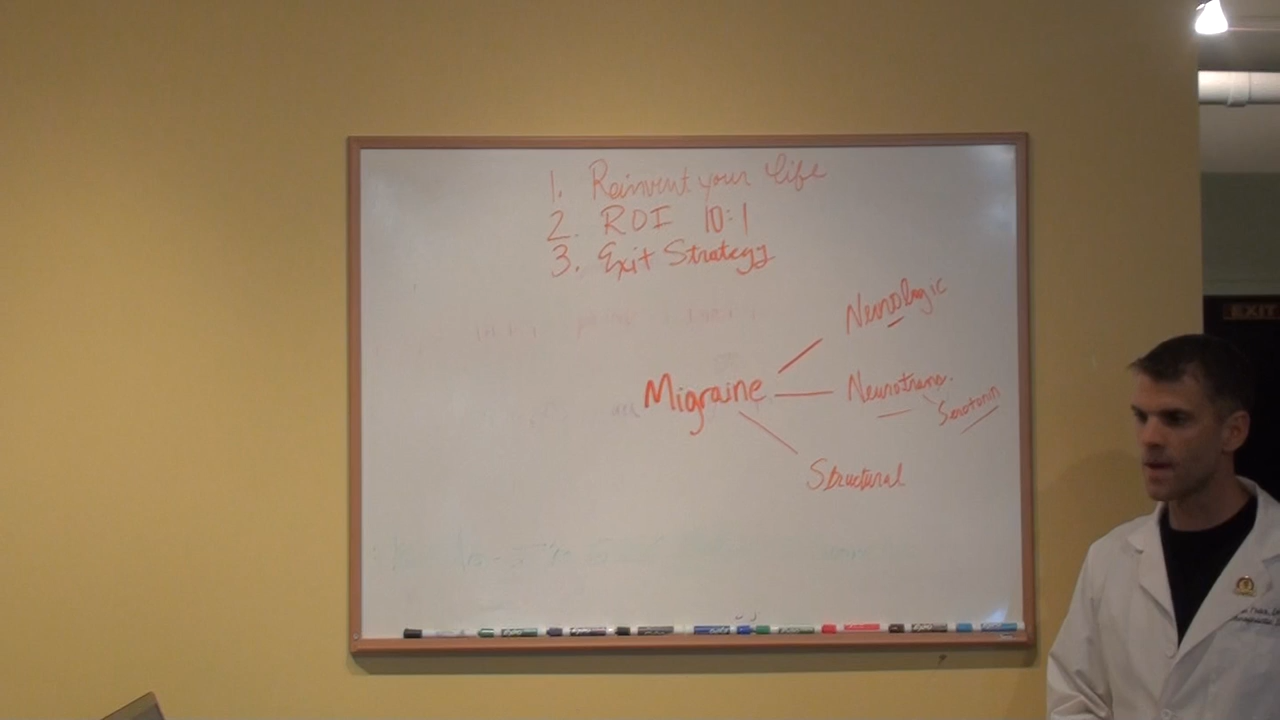 1. Reinvent your life
2. ROI 10:1
3. Exit Strategy
Neurologic
Migraine
Neurotrans.
Serotonin
Structural
EXIT